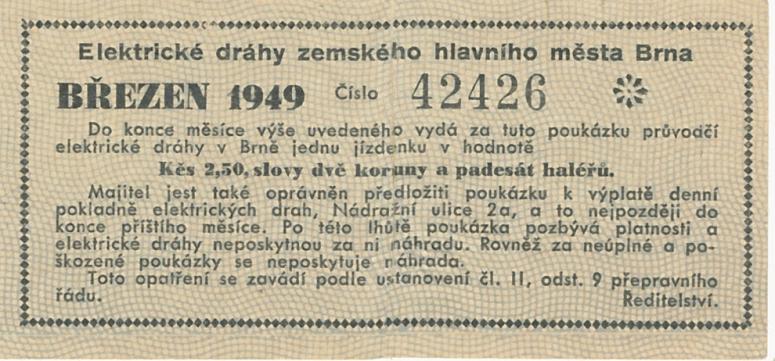 Elektrické dráhy zemského hlavního města Brna
BŘEZEN 1949 Číslo 42426
Do konce měsíce výše uvedeného vydá za tuto poukázku průvodčí
elektrické dráhy v Brně jednu jízdenku v hodnotě
Kčs 2,50, slovy dvě koruny a padesát haléřů.
Majitel jest také oprávněn předložiti poukázku k výplatě denní
pokladně elektrických drah, Nádražní ulice 2a, a to nejpozději do
konce příštího měsíce. Po této lhůtě poukázka pozbývá platnosti a
elektrické dráhy neposkytnou za ni náhradu. Rovněž za neúplné a po-
škozené poukázky se neposkytuje náhrada.
Toto opatření se zavádí podle ustanovení čl. II, odst. 9 přepravního
řádu. Ředitelství.